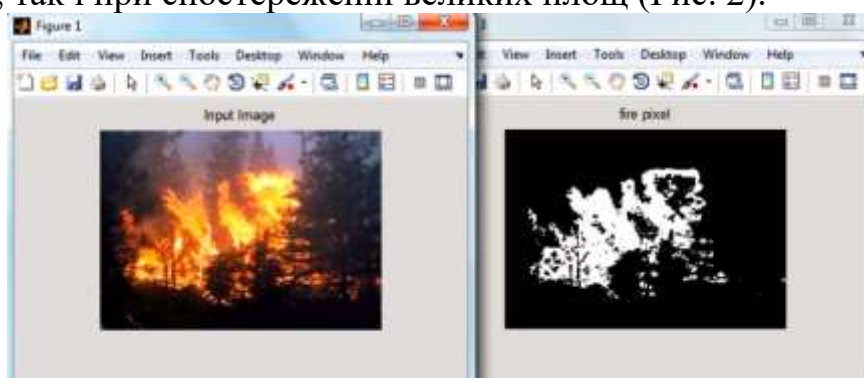 , так і при спостереженні великих площ (Рис. 2).
Figure 1
File Edit View Insert Tools Desktop Window Help
Input Image
1
View Insert Tools Desktop Window Help
fire pixel